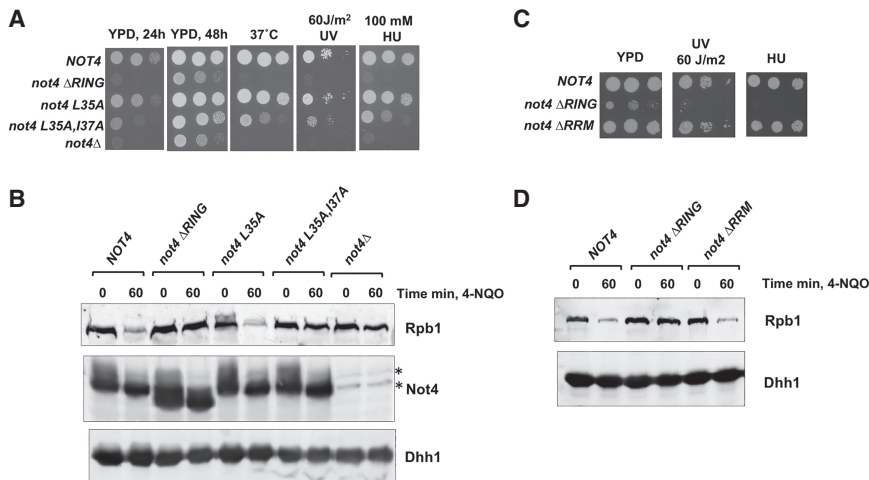 A
YPD, 24h YPD, 48h 37˚C 60J/m2 UV 100 mM HU
NOT4
not4 ΔRING
not4 L35A
not4 L35A,I37A
not4Δ
B
NOT4 not4 ΔRING not4 L35A not4 L35A,I37A not4Δ
0 60 0 60 0 60 0 60 0 60 Time min, 4-NQO
Rpb1
*
* Not4
Dhh1
C
YPD UV 60 J/m2 HU
NOT4
not4 ΔRING
not4 ΔRRM
D
NOT4 not4 ΔRING not4 ΔRRM
0 60 0 60 0 60 Time min, 4-NQO
Rpb1
Dhh1